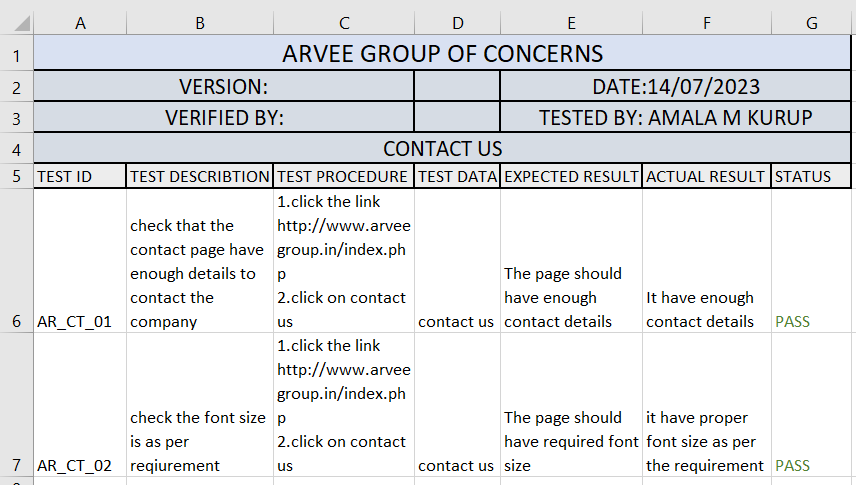 A B C D E F G
1 ARVEE GROUP OF CONCERNS
2 VERSION: DATE:14/07/2023
3 VERIFIED BY: TESTED BY: AMALA M KURUP
4 CONTACT US
5 TEST ID TEST DESCRIBTION TEST PROCEDURE TEST DATA EXPECTED RESULT ACTUAL RESULT STATUS
6 AR_CT_01
check that the
contact page have
enough details to
contact the
company
1.click the link
http://www.arvee
group.in/index.ph
p
2.click on contact
us
contact us
The page should
have enough
contact details
It have enough
contact details
PASS
7 AR_CT_02
check the font size
is as per
reqiurement
1.click the link
http://www.arvee
group.in/index.ph
p
2.click on contact
us
contact us
The page should
have required font
size
it have proper
font size as per
the requirement
PASS